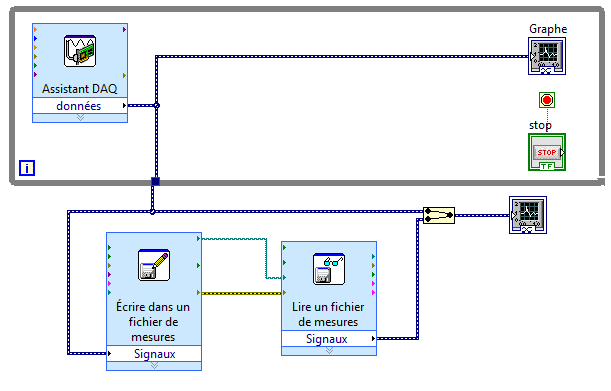 Graphe
Assistant DAQ
données
stop
STOP
TF
i
Écrire dans un
fichier de
mesures
Signaux
Lire un fichier
de mesures
Signaux